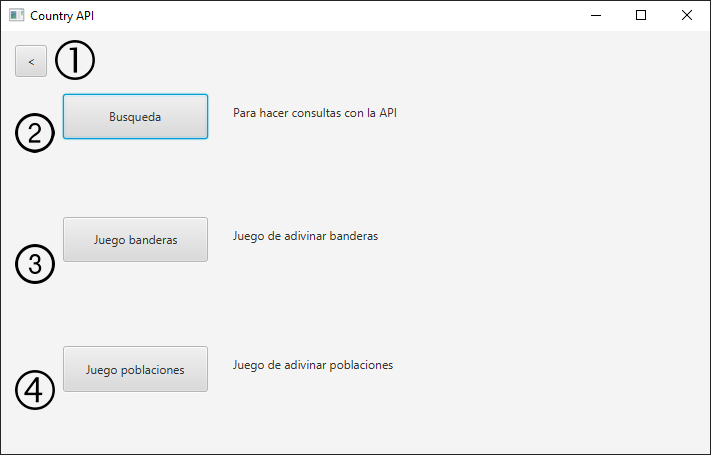 Country API
<
①
Busqueda
Para hacer consultas con la API
②
Juego banderas
Juego de adivinar banderas
③
Juego poblaciones
Juego de adivinar poblaciones
④